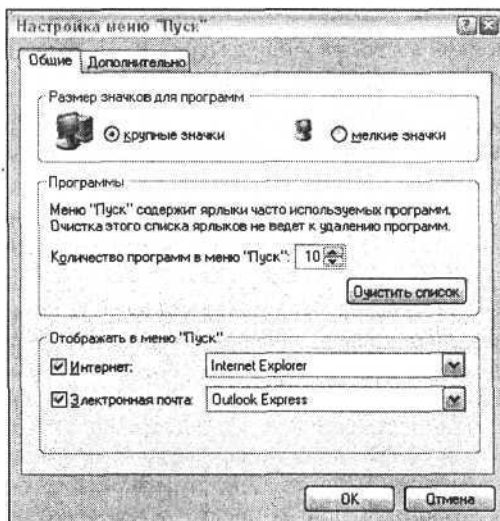 Настройка меню "Пуск"
Общие Дополнительно
Размер значков для программ
крупные значки мелкие значки
Программы
Меню "Пуск" содержит ярлыки часто используемых программ.
Очистка этого списка ярлыков не ведет к удалению программ.
Количество программ в меню "Пуск": 10
Очистить список
Отображать в меню "Пуск"
Интернет: Internet Explorer
Электронная почта: Outlook Express
ОК Отмена